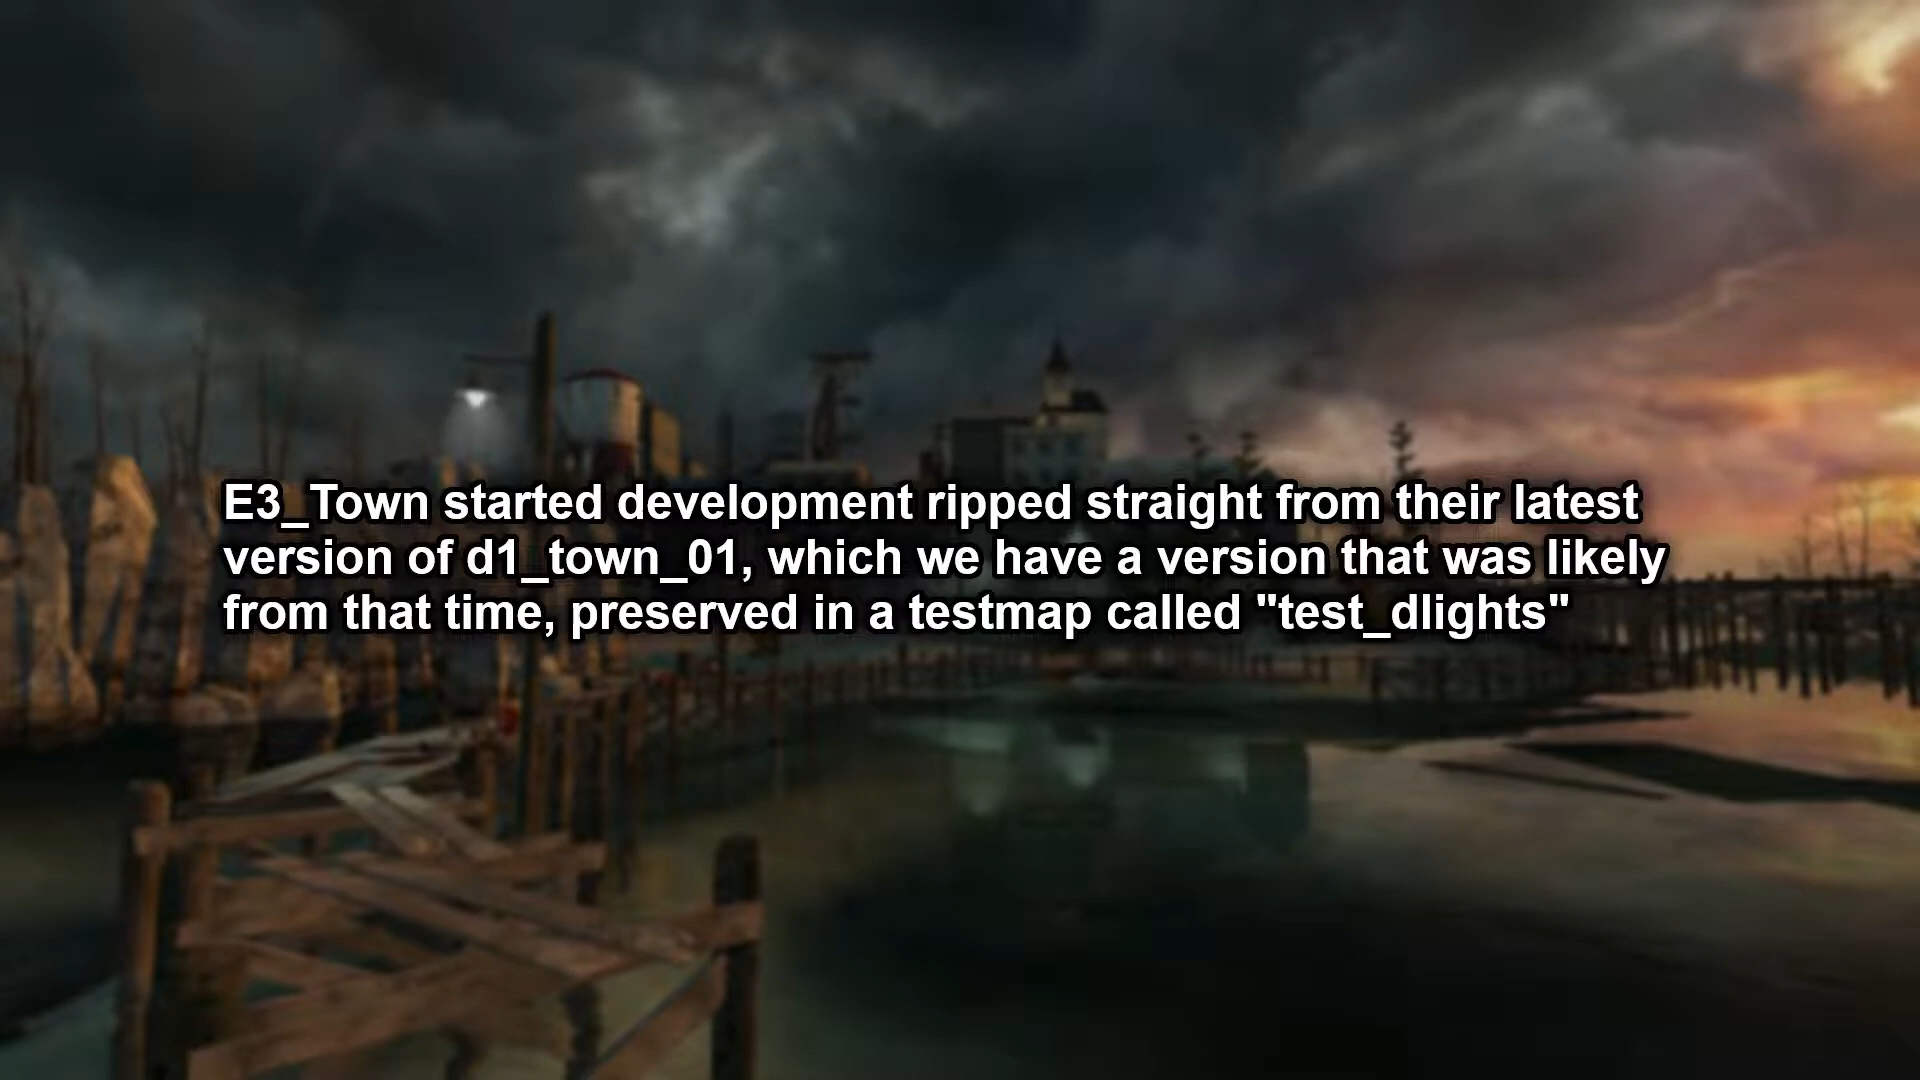 E3_Town started development ripped straight from their latest
version of d1_town_01, which we have a version that was likely
from that time, preserved in a testmap called "test_dlights"